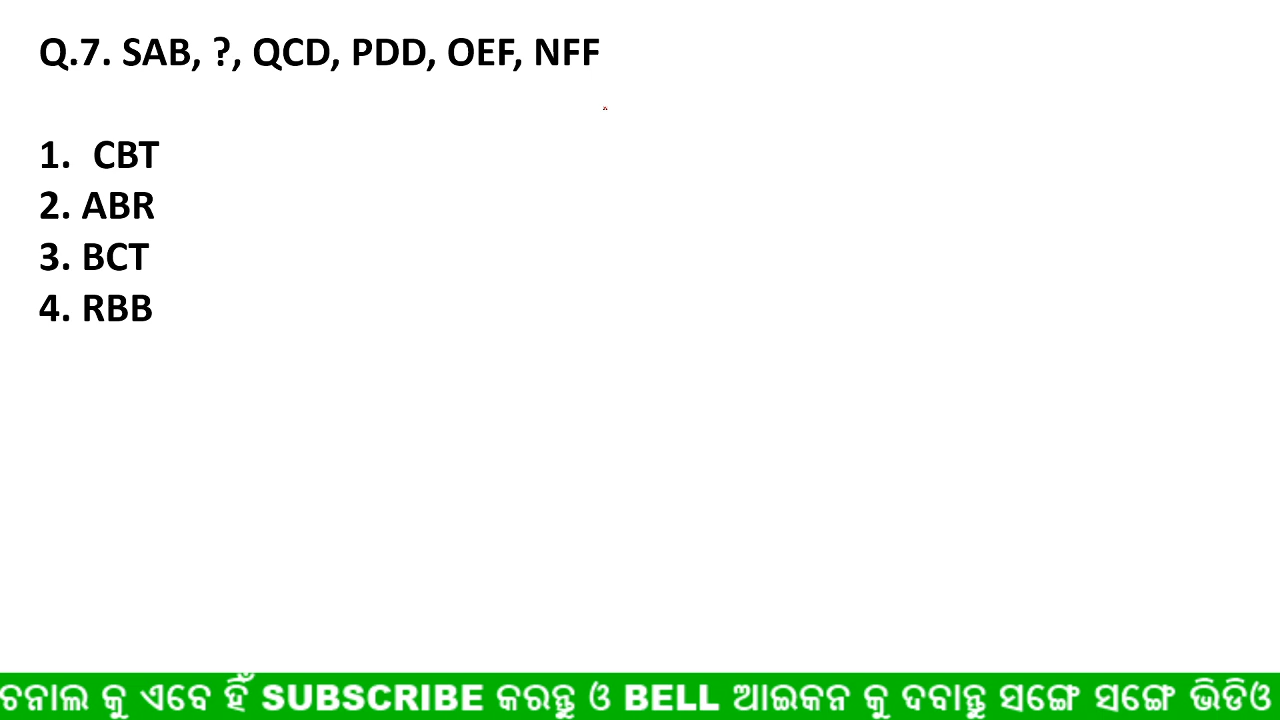 Q.7. SAB, ?, QCD, PDD, OEF, NFF
1. CBT
2. ABR
3. BCT
4. RBB
ଚନାଲ କୁ ଏବେ ହିଁ SUBSCRIBE କରନ୍ତୁ ଓ BELL ଆଇକନ କୁ ଦବାନ୍ତୁ ସଙ୍ଗେ ସଙ୍ଗେ ଭିଡିଓ